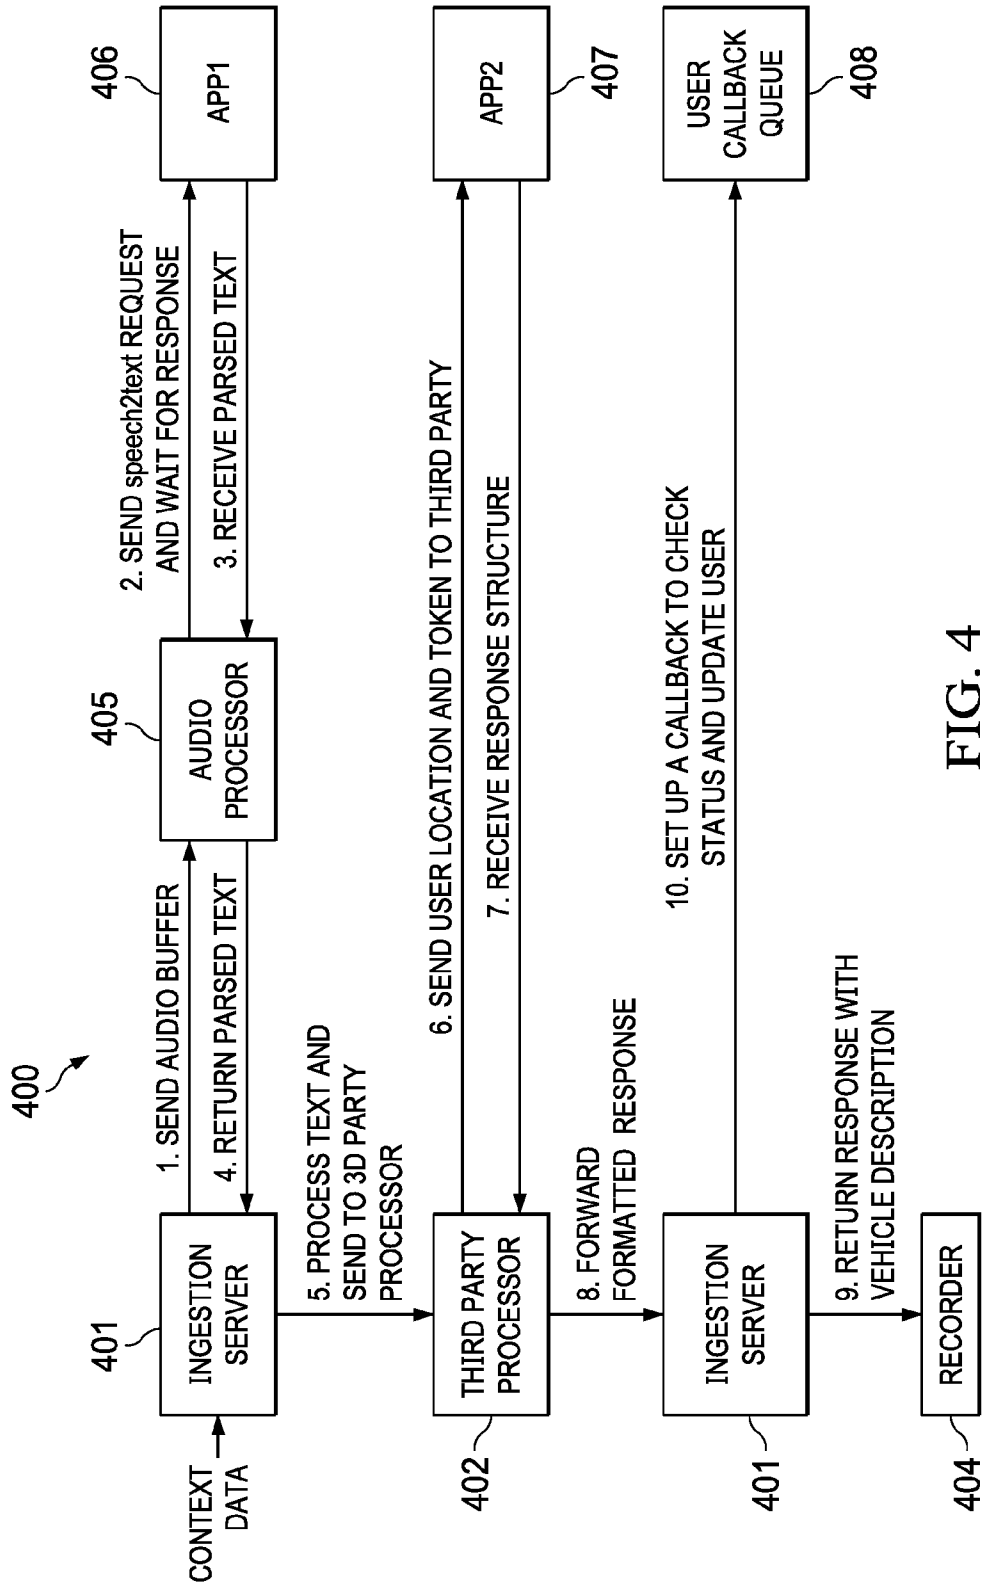 400
CONTEXT
DATA
401
INGESTION
SERVER
1. SEND AUDIO BUFFER
4. RETURN PARSED TEXT
405
AUDIO
PROCESSOR
2. SEND speech2text REQUEST
AND WAIT FOR RESPONSE
3. RECEIVE PARSED TEXT
406
APP1
5. PROCESS TEXT AND
SEND TO 3D PARTY
PROCESSOR
402
THIRD PARTY
PROCESSOR
6. SEND USER LOCATION AND TOKEN TO THIRD PARTY
7. RECEIVE RESPONSE STRUCTURE
APP2
407
8. FORWARD
FORMATTED RESPONSE
INGESTION
SERVER
401
10. SET UP A CALLBACK TO CHECK
STATUS AND UPDATE USER
USER
CALLBACK
QUEUE
408
9. RETURN RESPONSE WITH
VEHICLE DESCRIPTION
RECORDER
404
FIG. 4